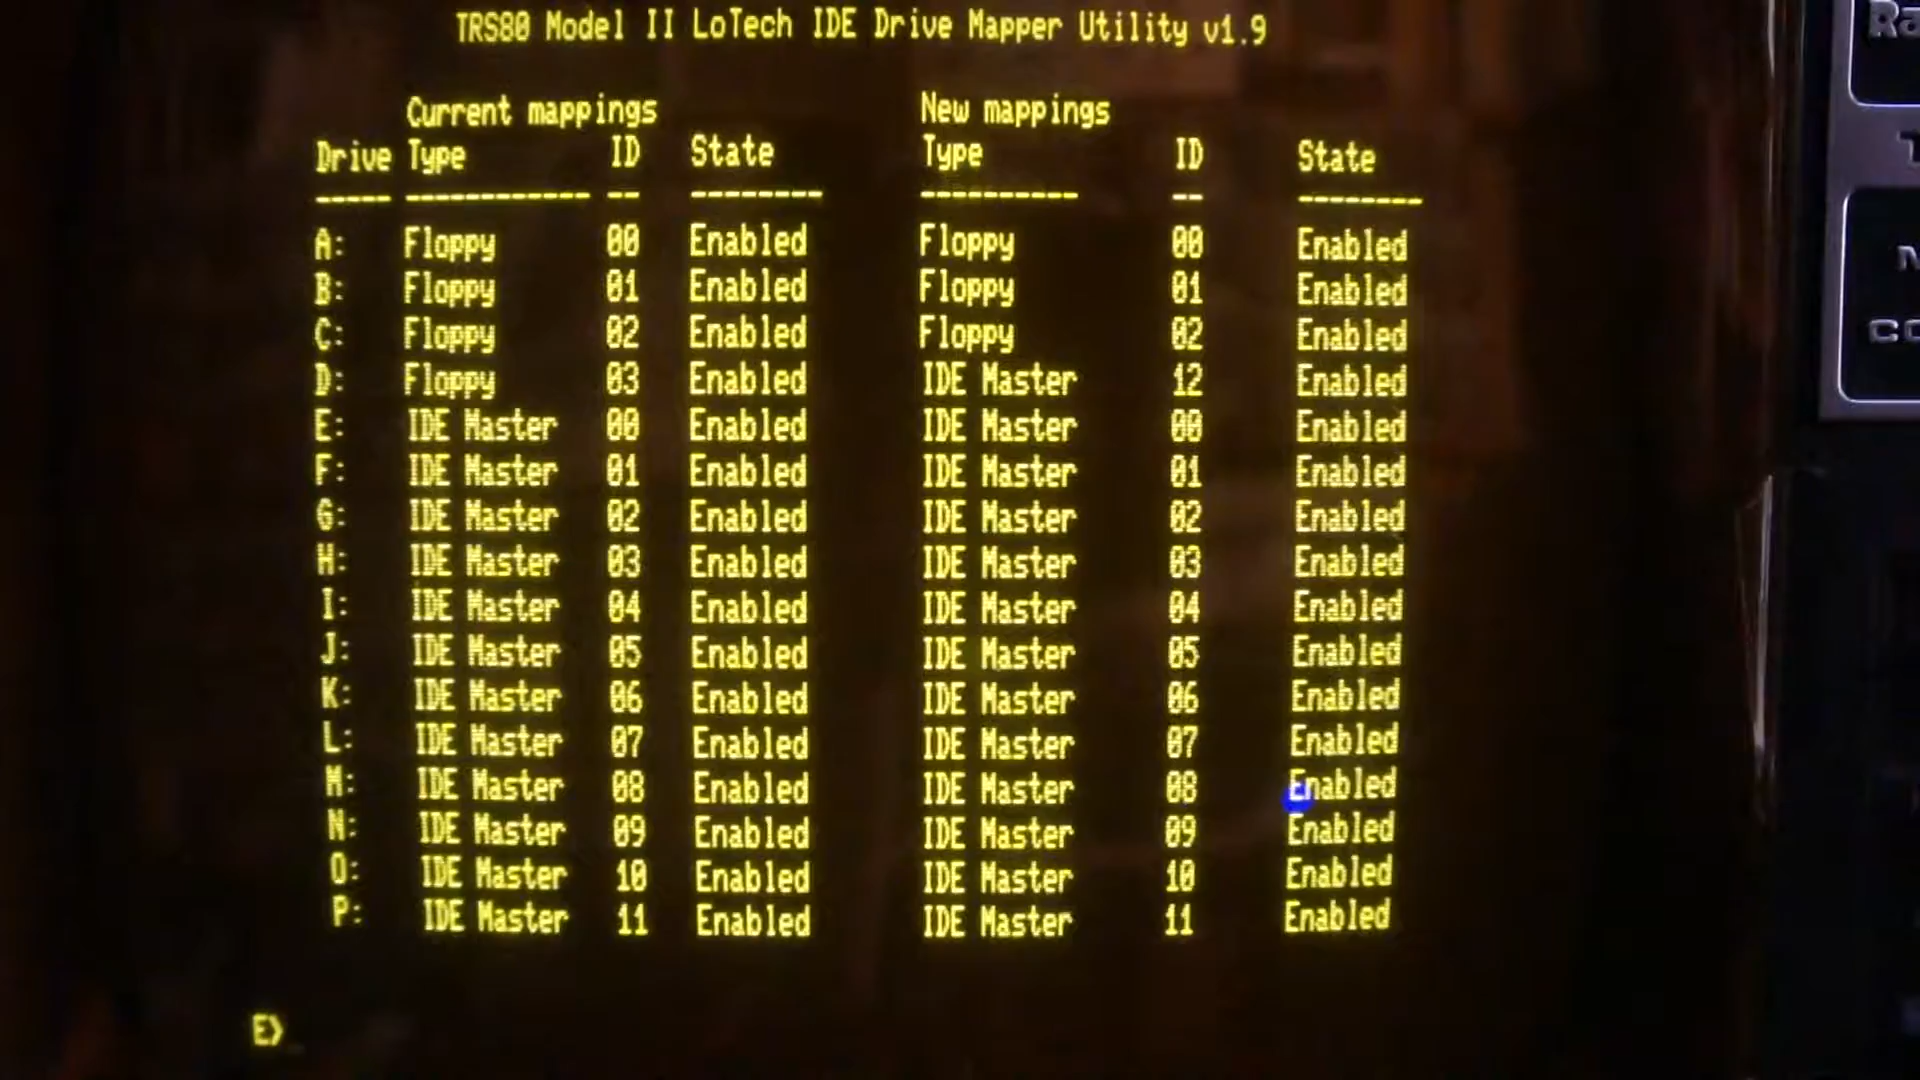 TRS80 Model II LoTech IDE Drive Mapper Utility v1.9
Current mappings New mappings
Drive Type ID State Type ID State
----- ------------ -- -------- ---------- -- --------
A: Floppy 00 Enabled Floppy 00 Enabled
B: Floppy 01 Enabled Floppy 01 Enabled
C: Floppy 02 Enabled Floppy 02 Enabled
D: Floppy 03 Enabled IDE Master 12 Enabled
E: IDE Master 00 Enabled IDE Master 00 Enabled
F: IDE Master 01 Enabled IDE Master 01 Enabled
G: IDE Master 02 Enabled IDE Master 02 Enabled
H: IDE Master 03 Enabled IDE Master 03 Enabled
I: IDE Master 04 Enabled IDE Master 04 Enabled
J: IDE Master 05 Enabled IDE Master 05 Enabled
K: IDE Master 06 Enabled IDE Master 06 Enabled
L: IDE Master 07 Enabled IDE Master 07 Enabled
M: IDE Master 08 Enabled IDE Master 08 Enabled
N: IDE Master 09 Enabled IDE Master 09 Enabled
O: IDE Master 10 Enabled IDE Master 10 Enabled
P: IDE Master 11 Enabled IDE Master 11 Enabled
E>